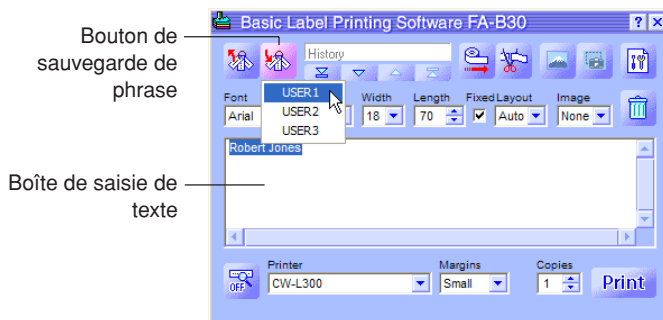 Bouton de
sauvegarde de
phrase
Boîte de saisie de
texte
Basic Label Printing Software FA-B30
History
USER1
USER2
USER3
Font
Width
Length
Fixed
Layout
Image
Arial
18
70
Auto
None
Robert Jones
OFF
Printer
Margins
Copies
CW-L300
Small
1
Print